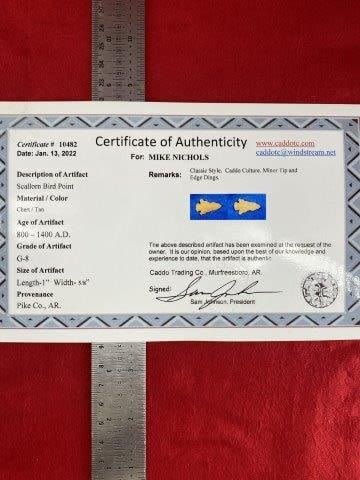 Certificate # 10482
Date: Jan. 13, 2022
Certificate of Authenticity
For: MIKE NICHOLS
www.caddotc.com
caddotc@windstream.net
Description of Artifact
Scallorn Bird Point
Material / Color
Chert / Tan
Age of Artifact
800 – 1400 A.D.
Grade of Artifact
G-8
Size of Artifact
Length-1" Width- 5/8"
Provenance
Pike Co., AR.
Remarks: Classic Style. Caddo Culture. Minor Tip and
Edge Dings.
The above described artifact has been examined at the request of the
owner. It is our opinion, based upon the best of our knowledge and
experience to date, that the artifact is authentic.
Caddo Trading Co., Murfreesboro, AR.
Signed:
Sam Johnson, President